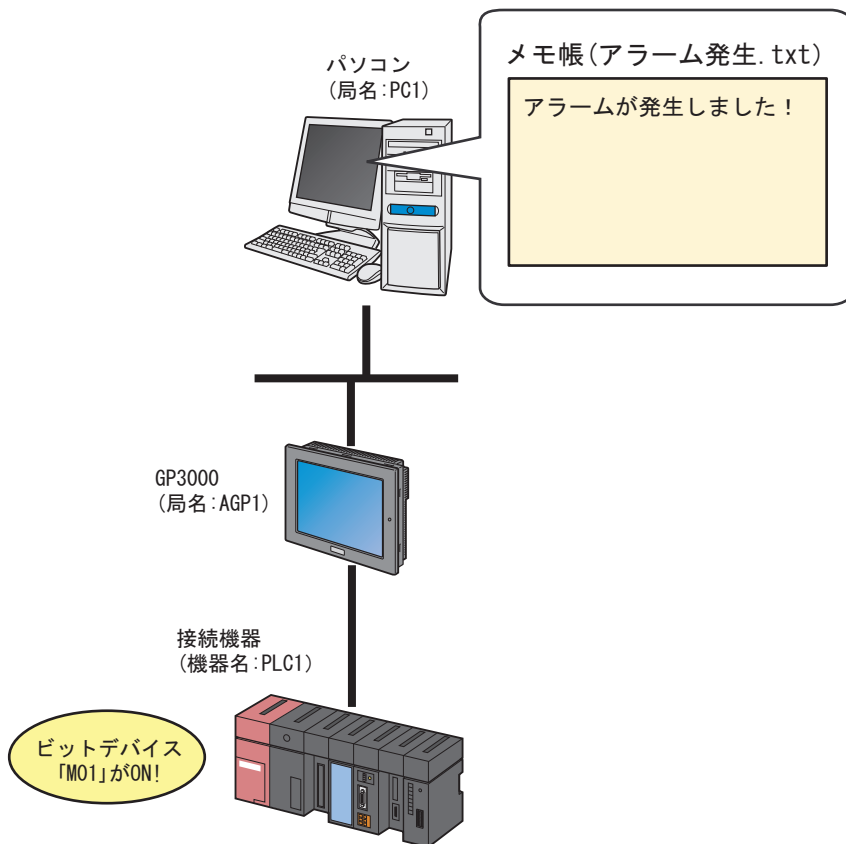 パソコン
(局名:PC1)
メモ帳(アラーム発生.txt)
アラームが発生しました!
GP3000
(局名:AGP1)
接続機器
(機器名:PLC1)
ビットデバイス
「M01」がON!